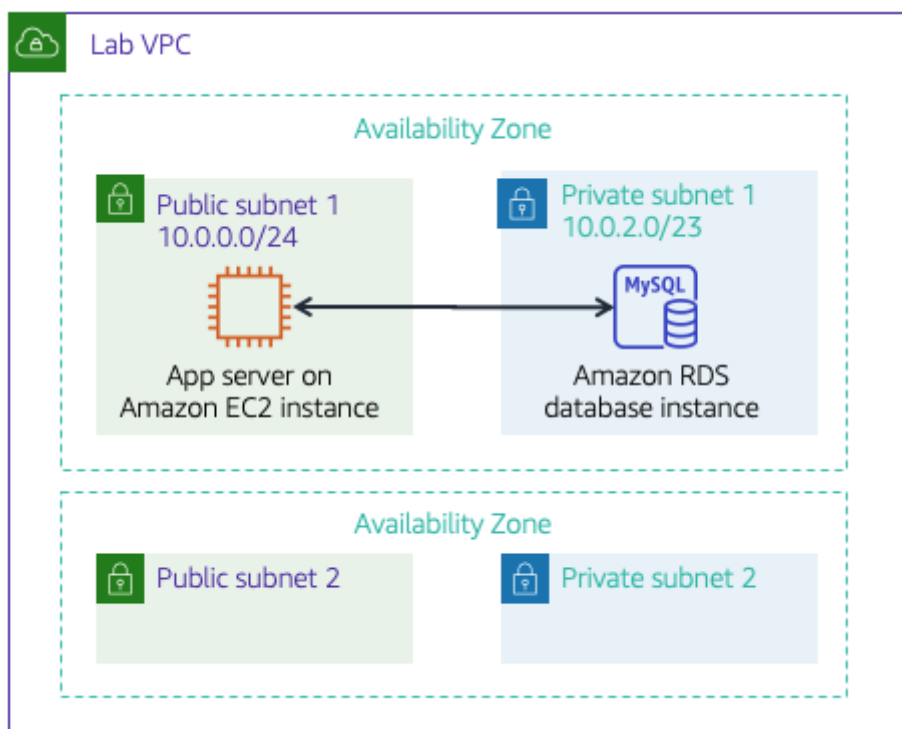 Lab VPC
Availability Zone
Public subnet 1
10.0.0.0/24
App server on
Amazon EC2 instance
Private subnet 1
10.0.2.0/23
MySQL
Amazon RDS
database instance
Availability Zone
Public subnet 2
Private subnet 2